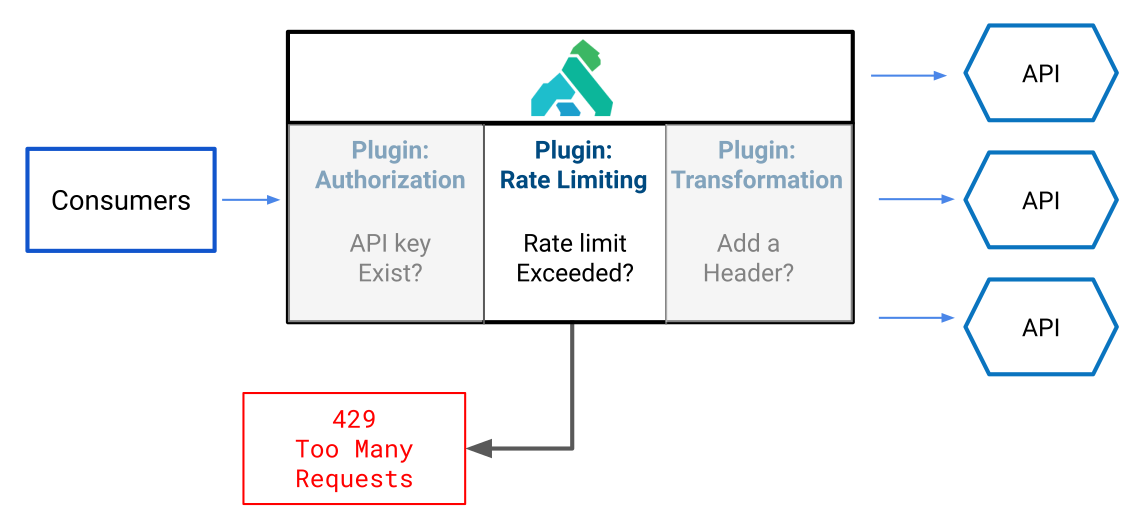 Consumers
Plugin:
Authorization
API key
Exist?
Plugin:
Rate Limiting
Rate limit
Exceeded?
Plugin:
Transformation
Add a
Header?
API
API
API
429
Too Many
Requests